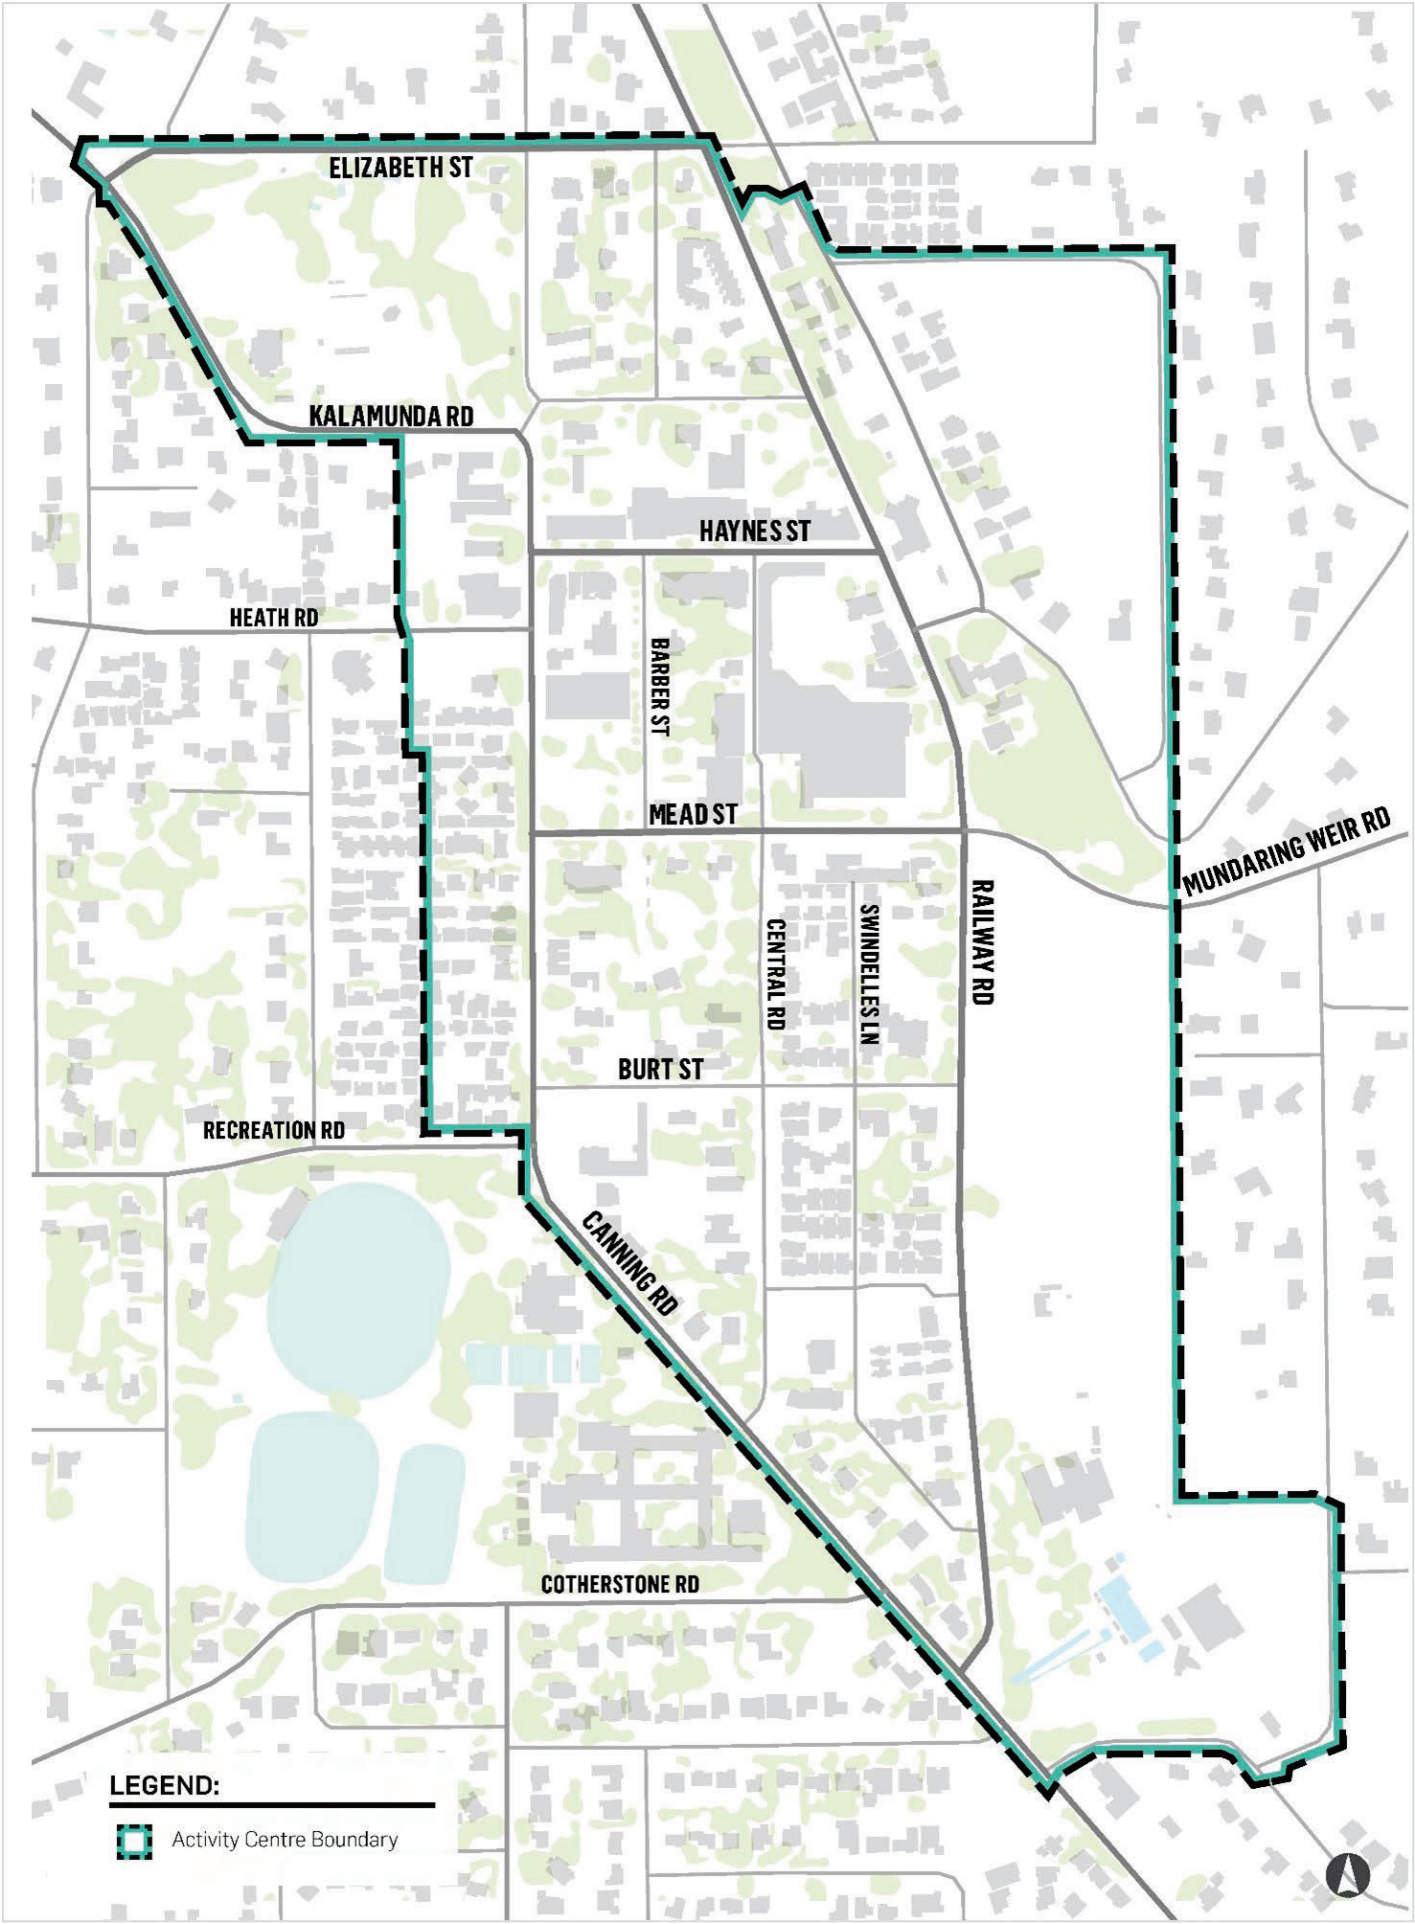 ELIZABETH ST
KALAMUNDA RD
HAYNES ST
HEATH RD
BARBER ST
MEAD ST
MUNDARING WEIR RD
RAILWAY RD
CENTRAL RD
SWINDELLES LN
BURT ST
RECREATION RD
CANNING RD
COTHERSTONE RD
LEGEND:
Activity Centre Boundary